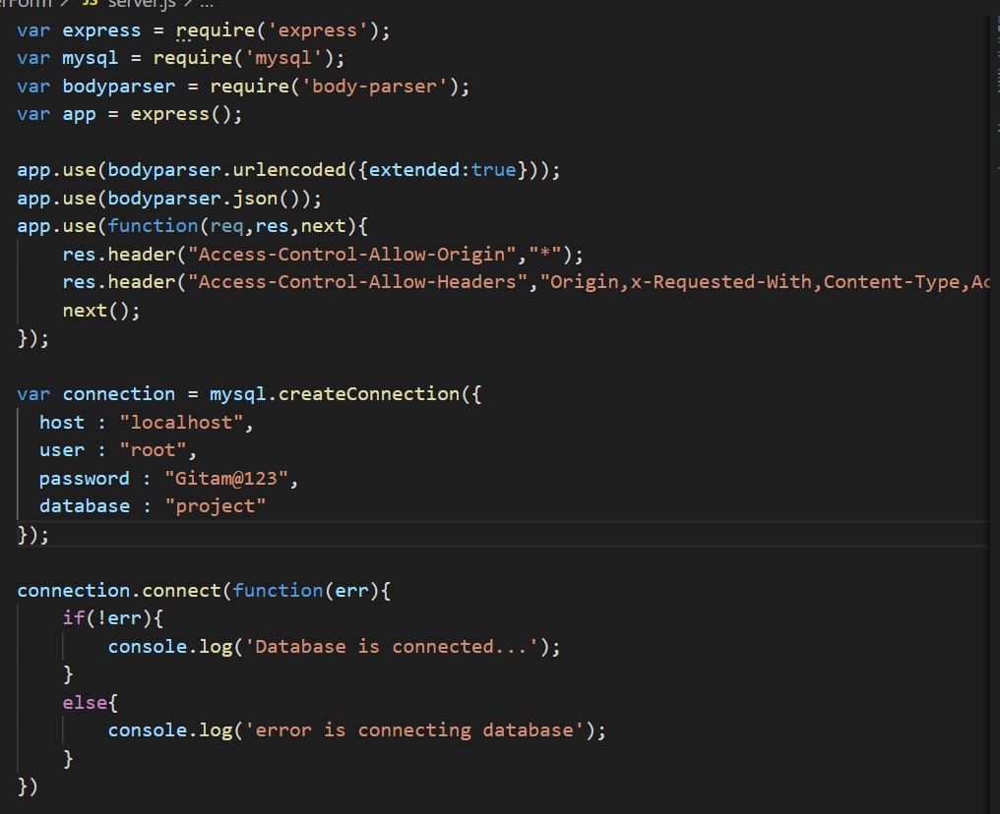 JS server.js > ...
var express = require('express');
var mysql = require('mysql');
var bodyparser = require('body-parser');
var app = express();
app.use(bodyparser.urlencoded({extended:true}));
app.use(bodyparser.json());
app.use(function(req,res,next){
res.header("Access-Control-Allow-Origin","*");
res.header("Access-Control-Allow-Headers","Origin,x-Requested-With,Content-Type,Ac
next();
});
var connection = mysql.createConnection({
host : "localhost",
user : "root",
password : "Gitam@123",
database : "project"
});
connection.connect(function(err){
if(!err){
console.log('Database is connected...');
}
else{
console.log('error is connecting database');
}
})